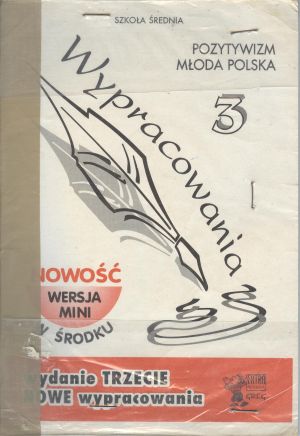 SZKOŁA ŚREDNIA
POZYTYWIZM
MŁODA POLSKA
3
Wypracowania
NOWOŚĆ
WERSJA
MINI
W ŚRODKU
Wydanie TRZECIE
NOWE wypracowania
GREG